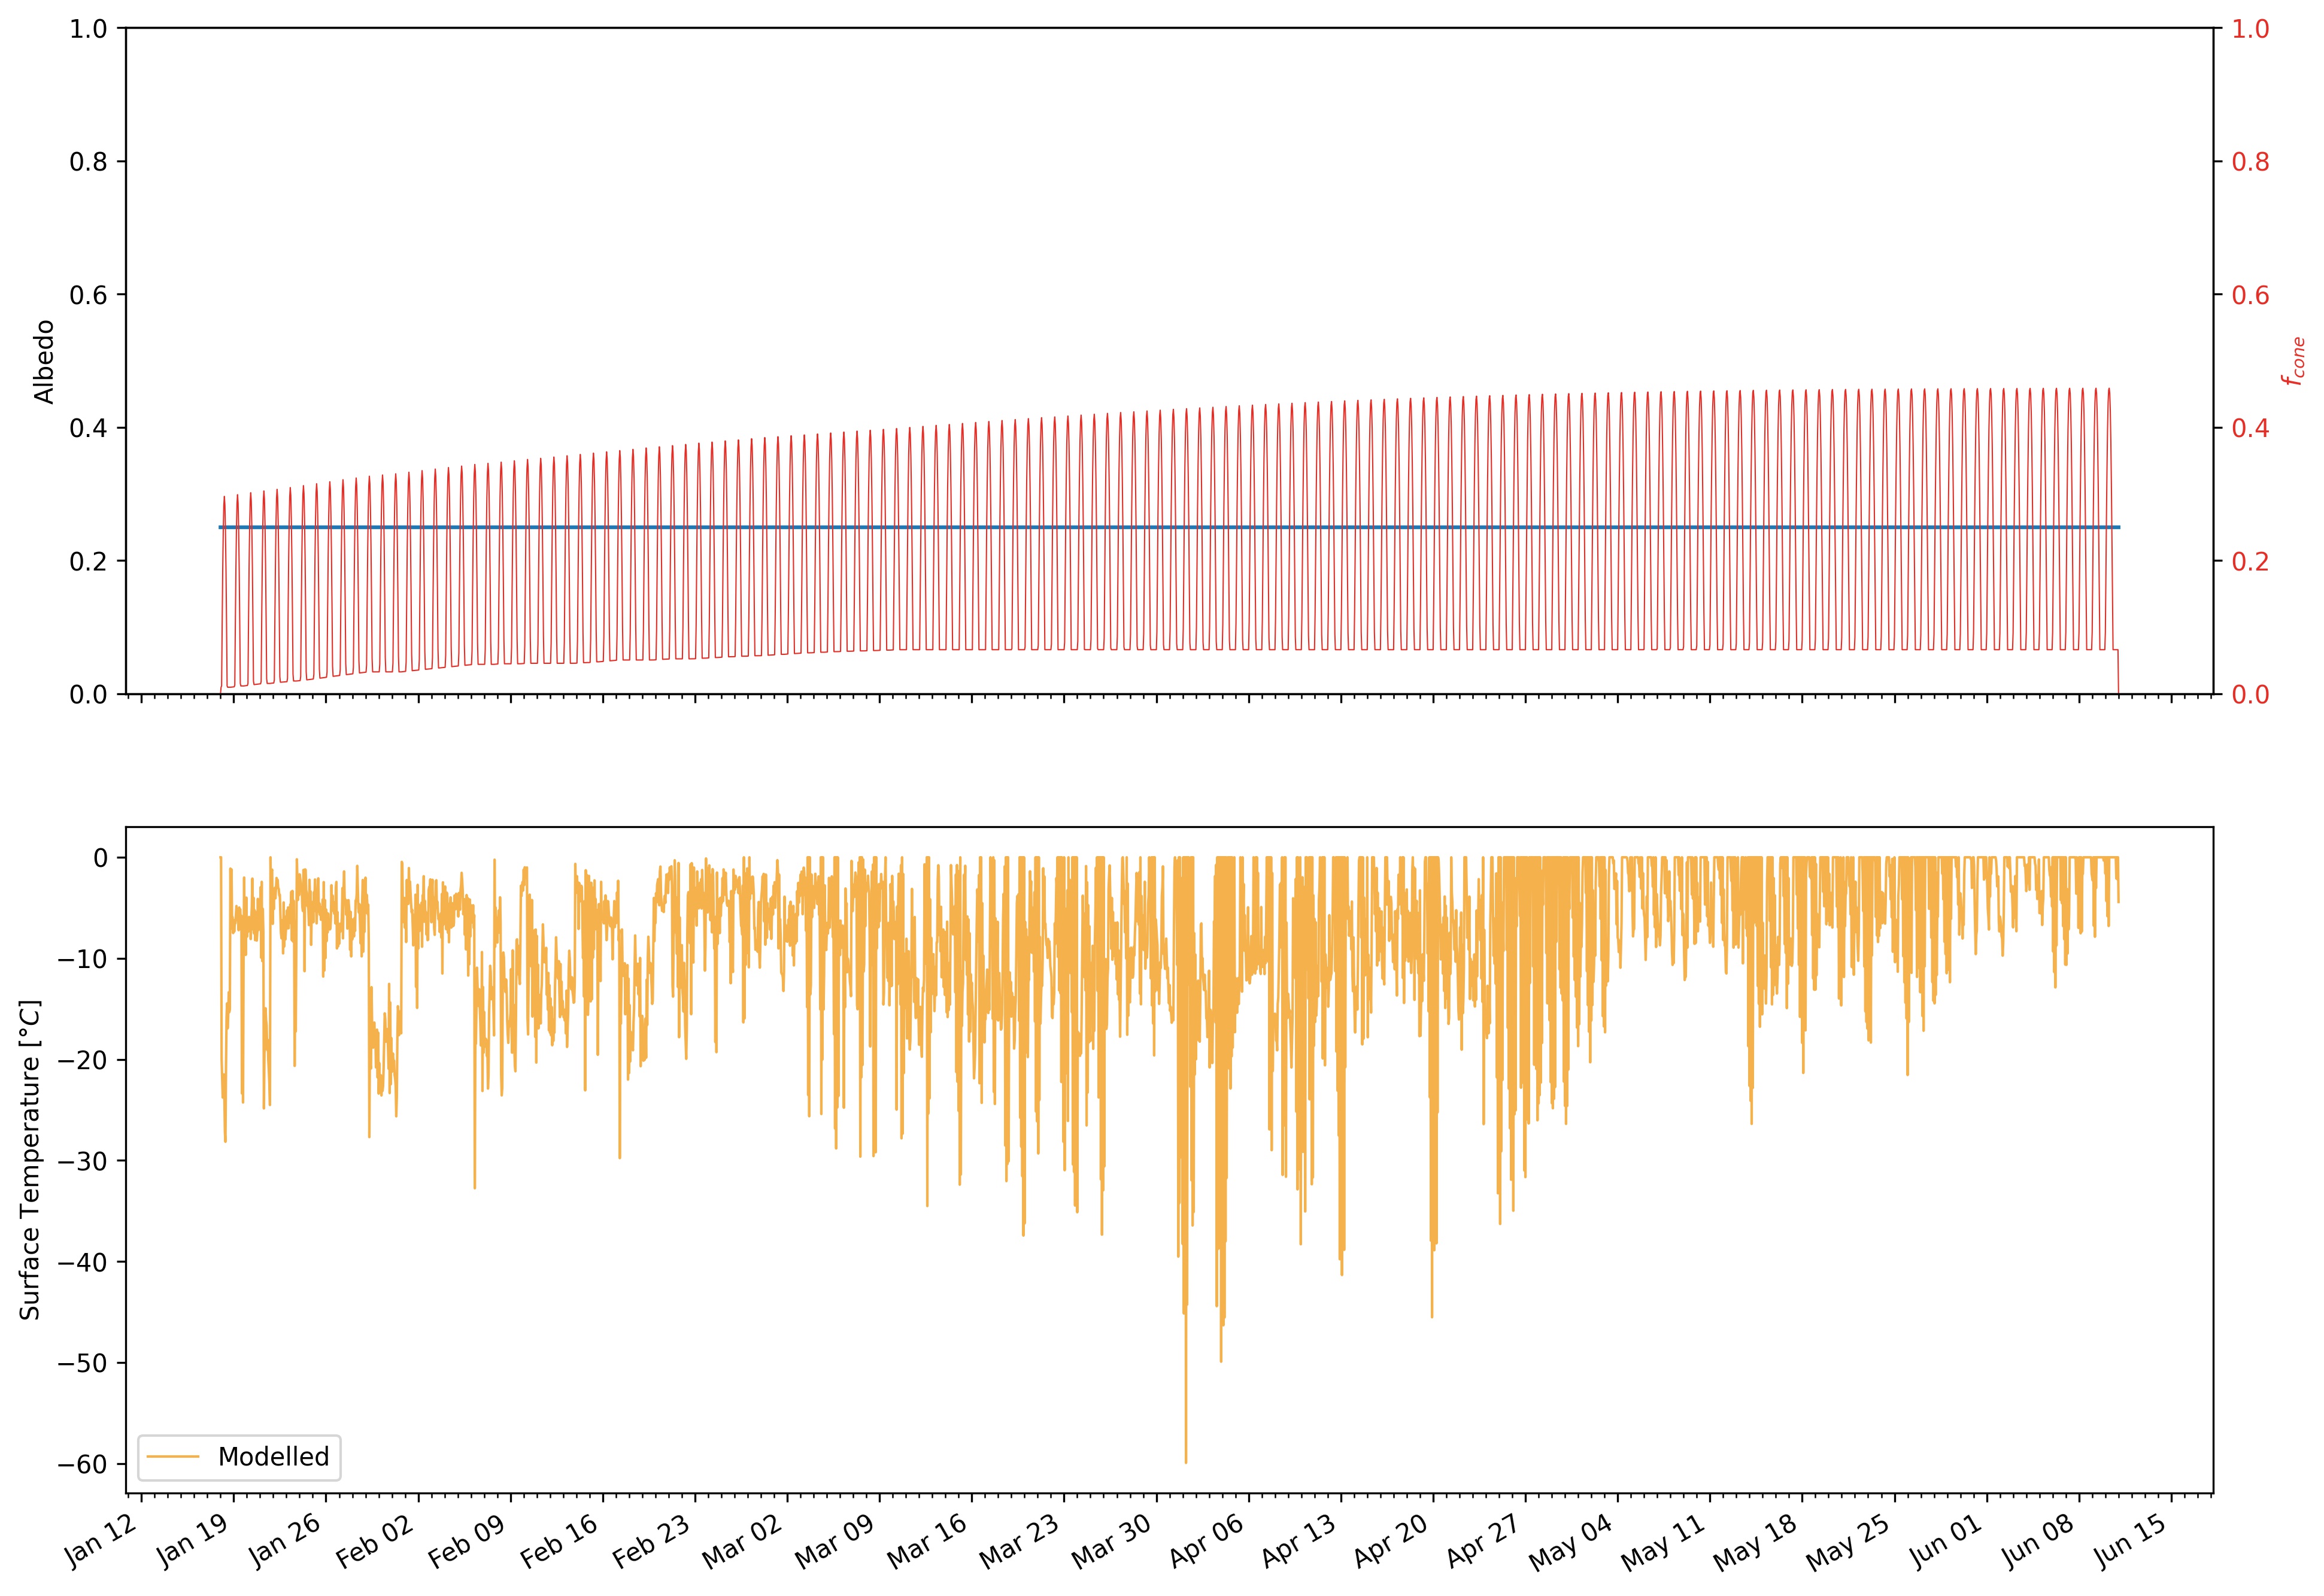 1.0
0.8
0.6
0.4
0.2
0.0
Albedo
1.0
0.8
0.6
0.4
0.2
0.0
f_cone
0
−10
−20
−30
−40
−50
−60
Surface Temperature [°C]
Modelled
Jan 12
Jan 19
Jan 26
Feb 02
Feb 09
Feb 16
Feb 23
Mar 02
Mar 09
Mar 16
Mar 23
Mar 30
Apr 06
Apr 13
Apr 20
Apr 27
May 04
May 11
May 18
May 25
Jun 01
Jun 08
Jun 15